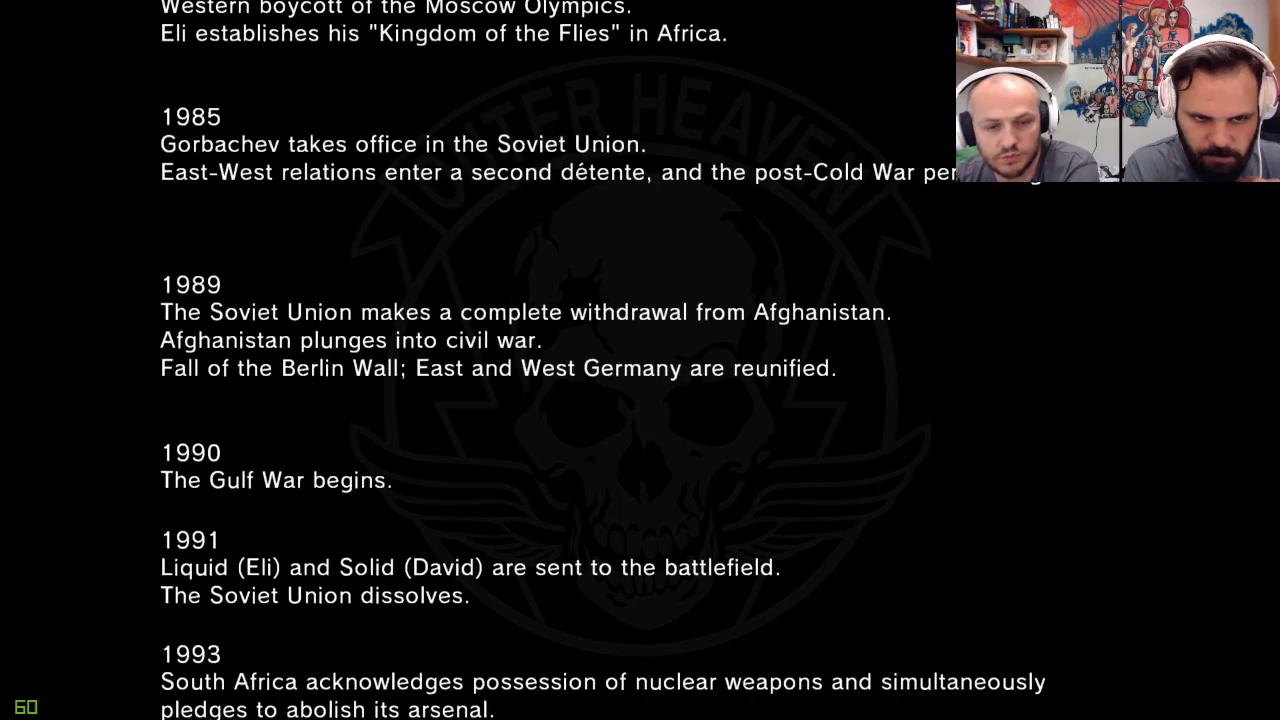 Western boycott of the Moscow Olympics.
Eli establishes his "Kingdom of the Flies" in Africa.
1985
Gorbachev takes office in the Soviet Union.
East-West relations enter a second détente, and the post-Cold War
1989
The Soviet Union makes a complete withdrawal from Afghanistan.
Afghanistan plunges into civil war.
Fall of the Berlin Wall; East and West Germany are reunified.
1990
The Gulf War begins.
1991
Liquid (Eli) and Solid (David) are sent to the battlefield.
The Soviet Union dissolves.
1993
South Africa acknowledges possession of nuclear weapons and simultaneously
pledges to abolish its arsenal.
OUTER HEAVEN
60